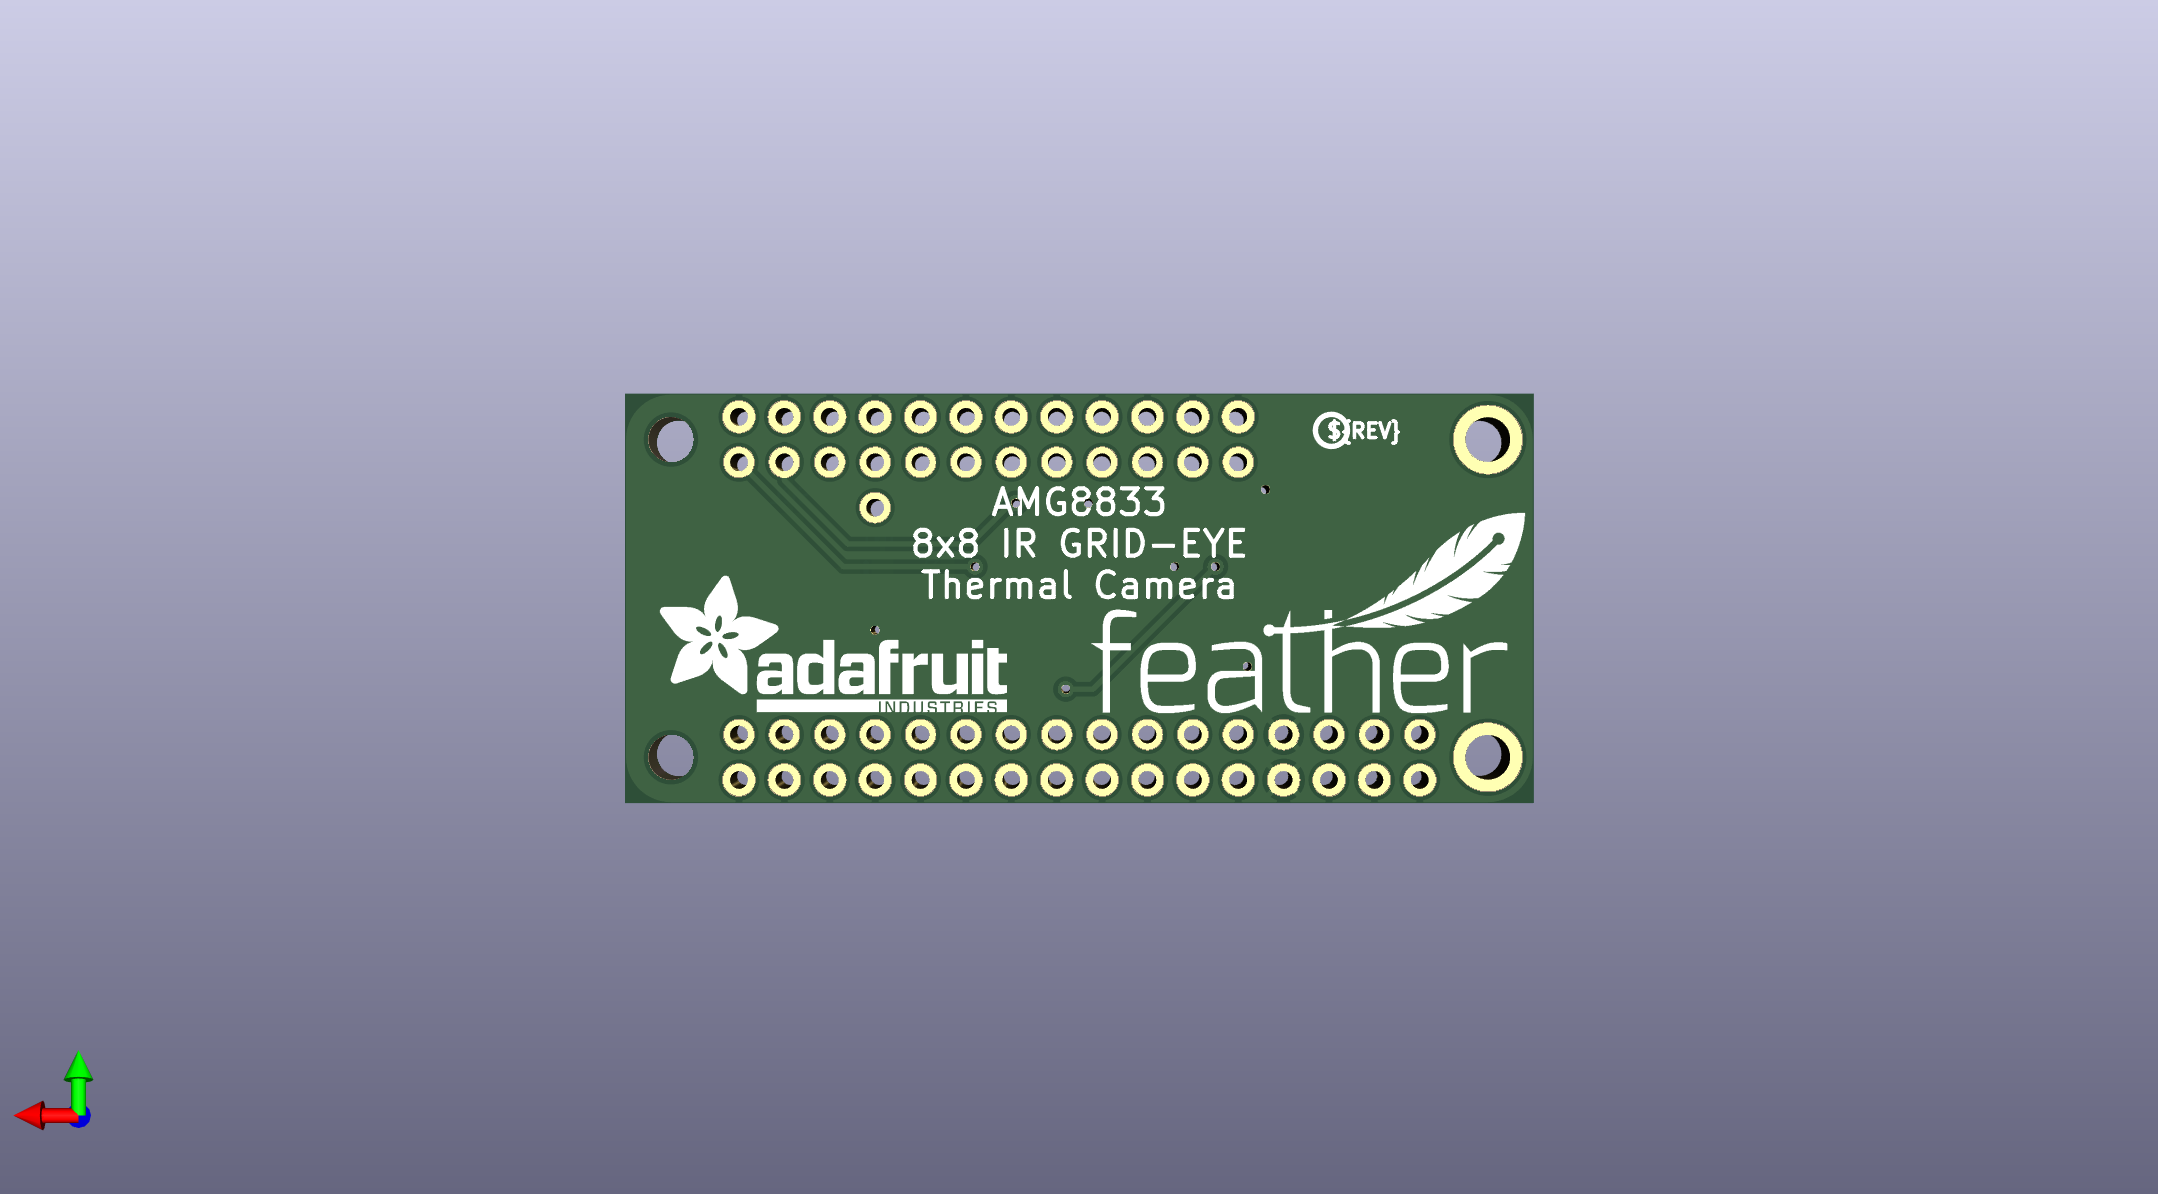 ${REV}
AMG8833
8x8 IR GRID-EYE
Thermal Camera
adafruit
INDUSTRIES
feather